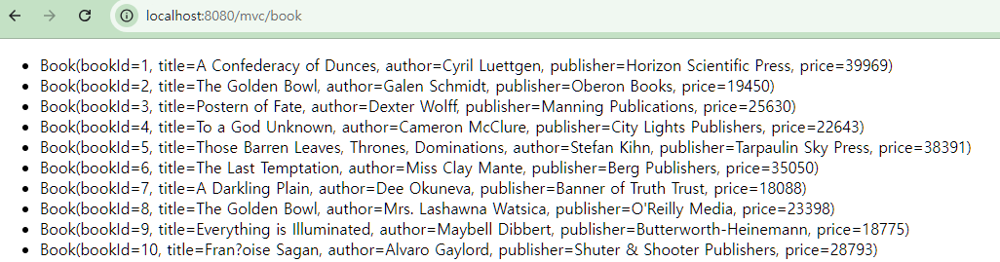 localhost:8080/mvc/book
Book(bookId=1, title=A Confederacy of Dunces, author=Cyril Luettgen, publisher=Horizon Scientific Press, price=39969)
Book(bookId=2, title=The Golden Bowl, author=Galen Schmidt, publisher=Oberon Books, price=19450)
Book(bookId=3, title=Postern of Fate, author=Dexter Wolff, publisher=Manning Publications, price=25630)
Book(bookId=4, title=To a God Unknown, author=Cameron McClure, publisher=City Lights Publishers, price=22643)
Book(bookId=5, title=Those Barren Leaves, Thrones, Dominations, author=Stefan Kihn, publisher=Tarpaulin Sky Press, price=38391)
Book(bookId=6, title=The Last Temptation, author=Miss Clay Mante, publisher=Berg Publishers, price=35050)
Book(bookId=7, title=A Darkling Plain, author=Dee Okuneva, publisher=Banner of Truth Trust, price=18088)
Book(bookId=8, title=The Golden Bowl, author=Mrs. Lashawna Watsica, publisher=O'Reilly Media, price=23398)
Book(bookId=9, title=Everything is Illuminated, author=Maybell Dibbert, publisher=Butterworth-Heinemann, price=18775)
Book(bookId=10, title=Fran?oise Sagan, author=Alvaro Gaylord, publisher=Shuter & Shooter Publishers, price=28793)